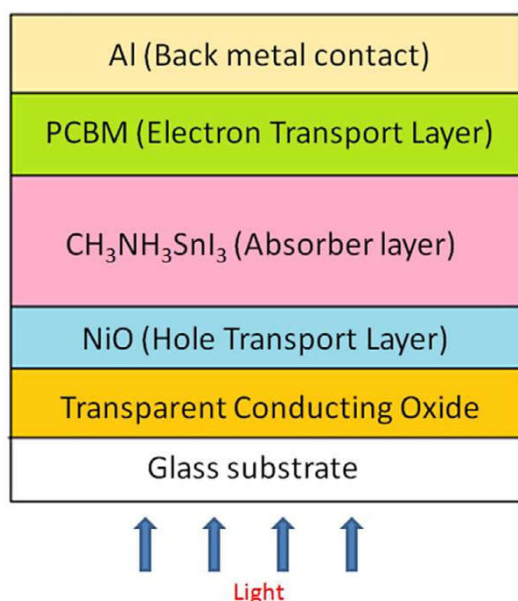 Al (Back metal contact)
PCBM (Electron Transport Layer)
CH₃NH₃SnI₃ (Absorber layer)
NiO (Hole Transport Layer)
Transparent Conducting Oxide
Glass substrate
Light